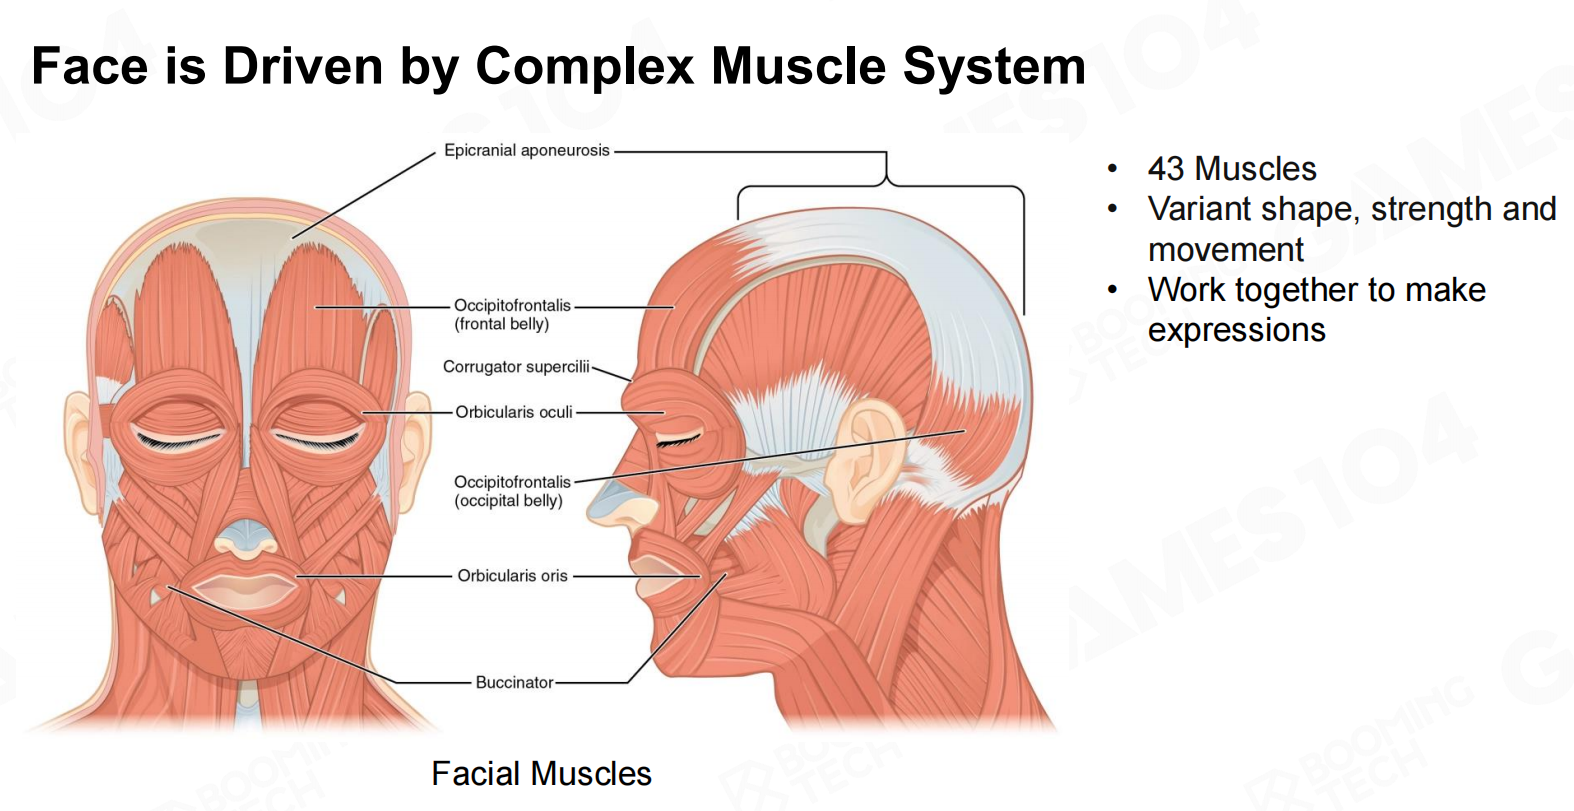 Face is Driven by Complex Muscle System
Epicranial aponeurosis
Occipitofrontalis
(frontal belly)
Corrugator supercilii
Orbicularis oculi
Occipitofrontalis
(occipital belly)
Orbicularis oris
Buccinator
Facial Muscles
• 43 Muscles
• Variant shape, strength and
movement
• Work together to make
expressions
GAMES104
BOOMING
TECH